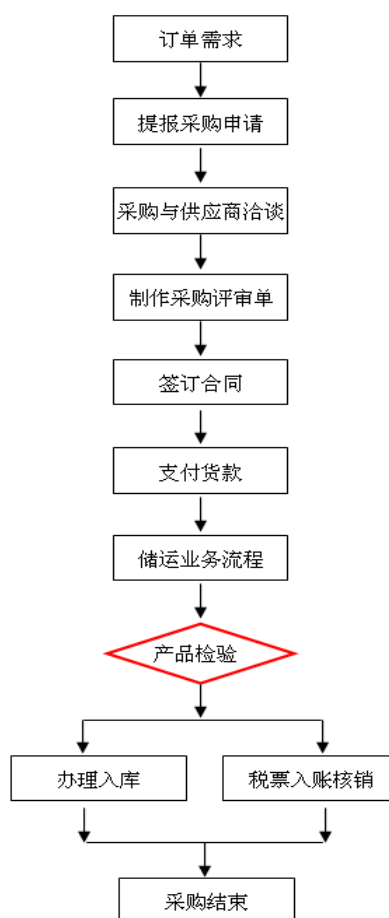 订单需求
提报采购申请
采购与供应商洽谈
制作采购评审单
签订合同
支付货款
储运业务流程
产品检验
办理入库
税票入账核销
采购结束